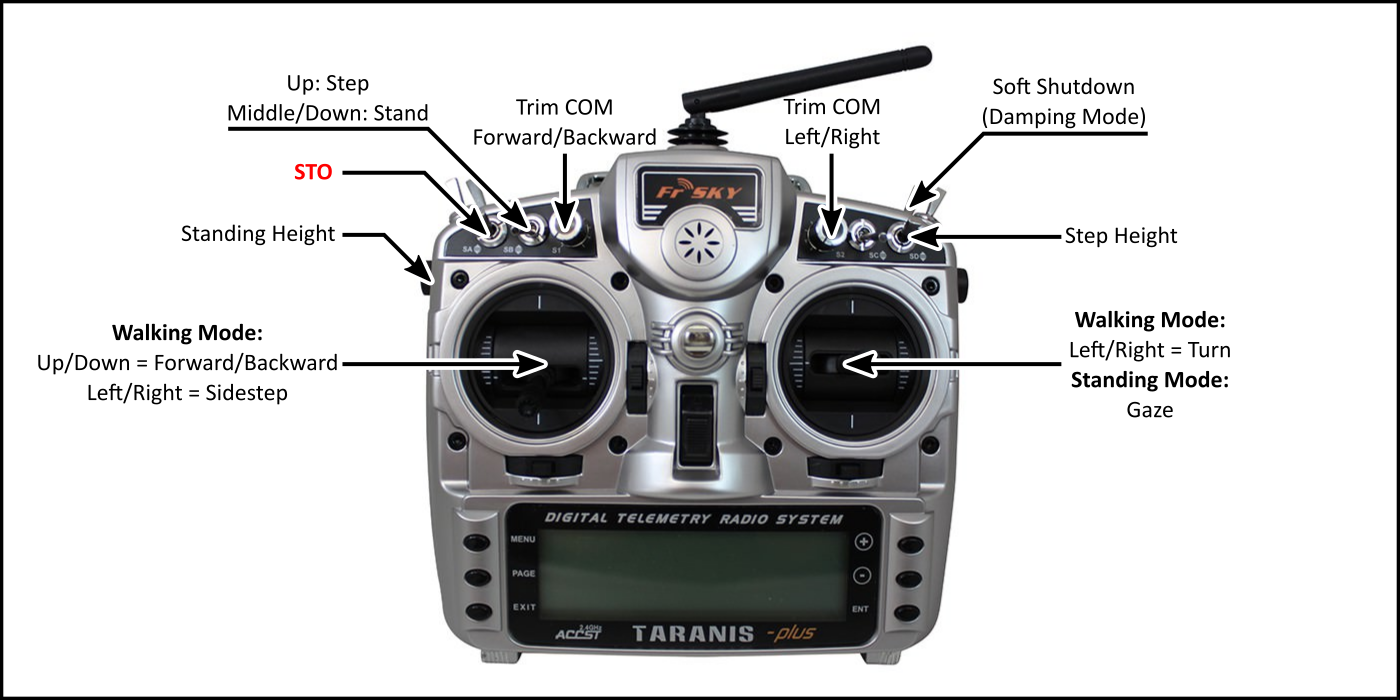 Up: Step
Middle/Down: Stand
Trim COM
Forward/Backward
Trim COM
Left/Right
Soft Shutdown
(Damping Mode)
STO
Standing Height
Step Height
FrSKY
SA
SB
S1
S2
SC
SD
Walking Mode:
Up/Down = Forward/Backward
Left/Right = Sidestep
Walking Mode:
Left/Right = Turn
Standing Mode:
Gaze
DIGITAL TELEMETRY RADIO SYSTEM
MENU
PAGE
EXIT
+
-
ENT
2.4GHz
ACCST
TARANIS -plus